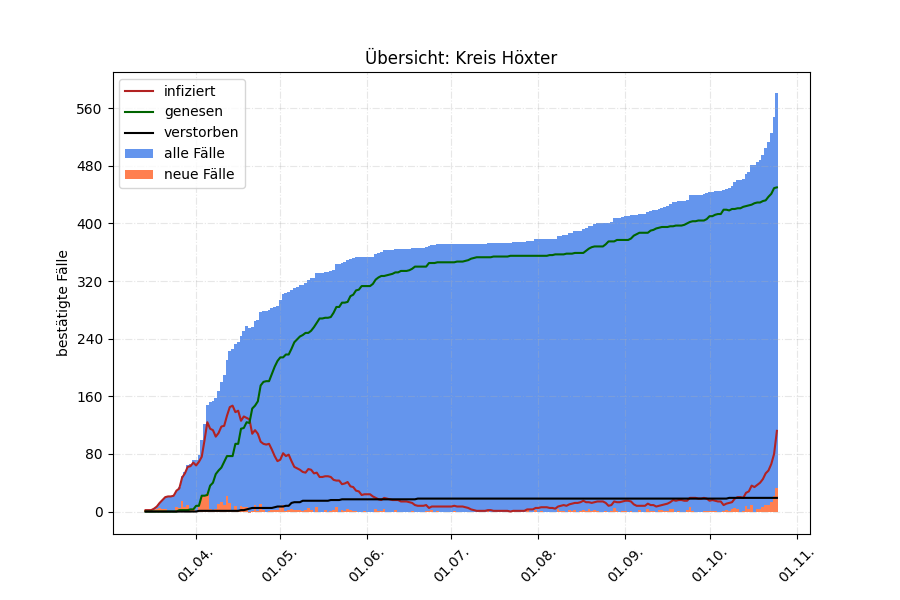 Übersicht: Kreis Höxter
infiziert
genesen
verstorben
alle Fälle
neue Fälle
bestätigte Fälle
560
480
400
320
240
160
80
0
01.04.
01.05.
01.06.
01.07.
01.08.
01.09.
01.10.
01.11.